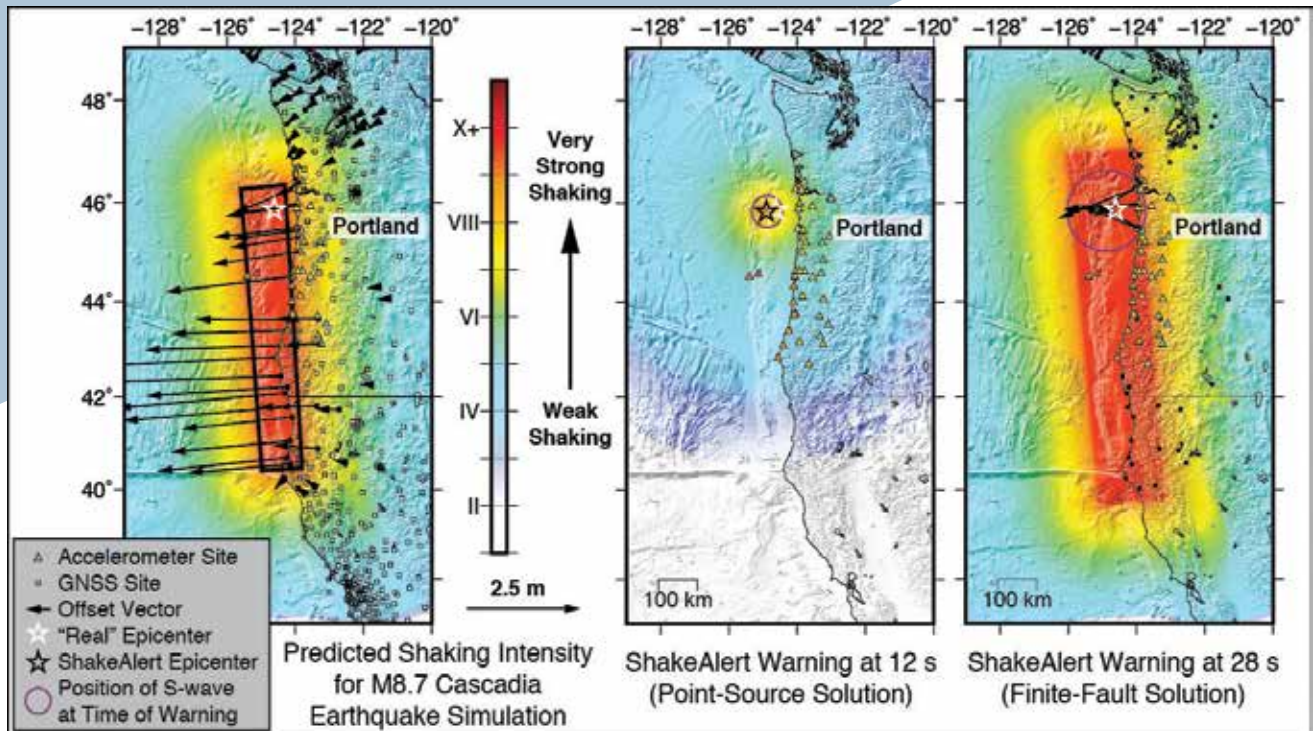 −128° −126° −124° −122° −120°
48°
46°
44°
42°
40°
Portland
X+
VIII
VI
IV
II
Very
Strong
Shaking
Weak
Shaking
2.5 m
Accelerometer Site
GNSS Site
Offset Vector
"Real" Epicenter
ShakeAlert Epicenter
Position of S-wave
at Time of Warning
Predicted Shaking Intensity
for M8.7 Cascadia
Earthquake Simulation
−128° −126° −124° −122° −120°
Portland
100 km
ShakeAlert Warning at 12 s
(Point-Source Solution)
−128° −126° −124° −122° −120°
Portland
100 km
ShakeAlert Warning at 28 s
(Finite-Fault Solution)